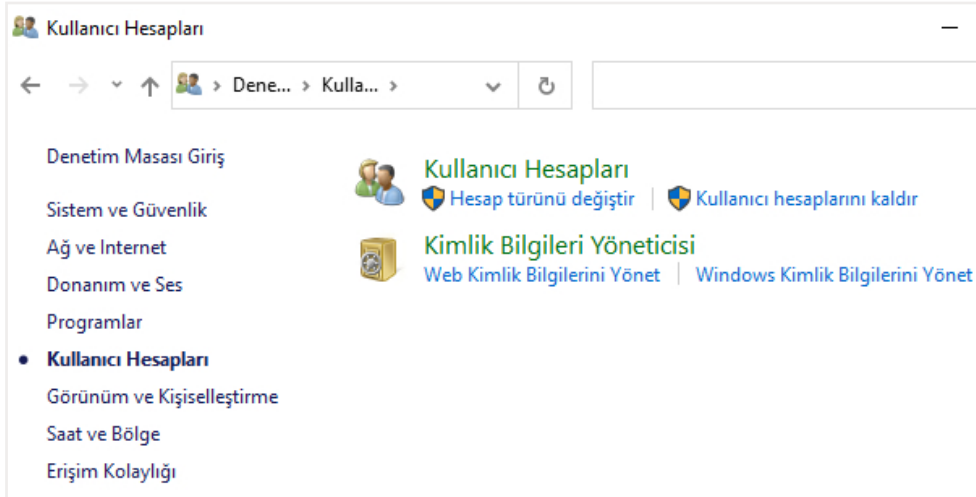 Kullanıcı Hesapları
Dene... > Kulla... >
Denetim Masası Giriş
Sistem ve Güvenlik
Ağ ve Internet
Donanım ve Ses
Programlar
Kullanıcı Hesapları
Görünüm ve Kişiselleştirme
Saat ve Bölge
Erişim Kolaylığı
Kullanıcı Hesapları
Hesap türünü değiştir | Kullanıcı hesaplarını kaldır
Kimlik Bilgileri Yöneticisi
Web Kimlik Bilgilerini Yönet | Windows Kimlik Bilgilerini Yönet